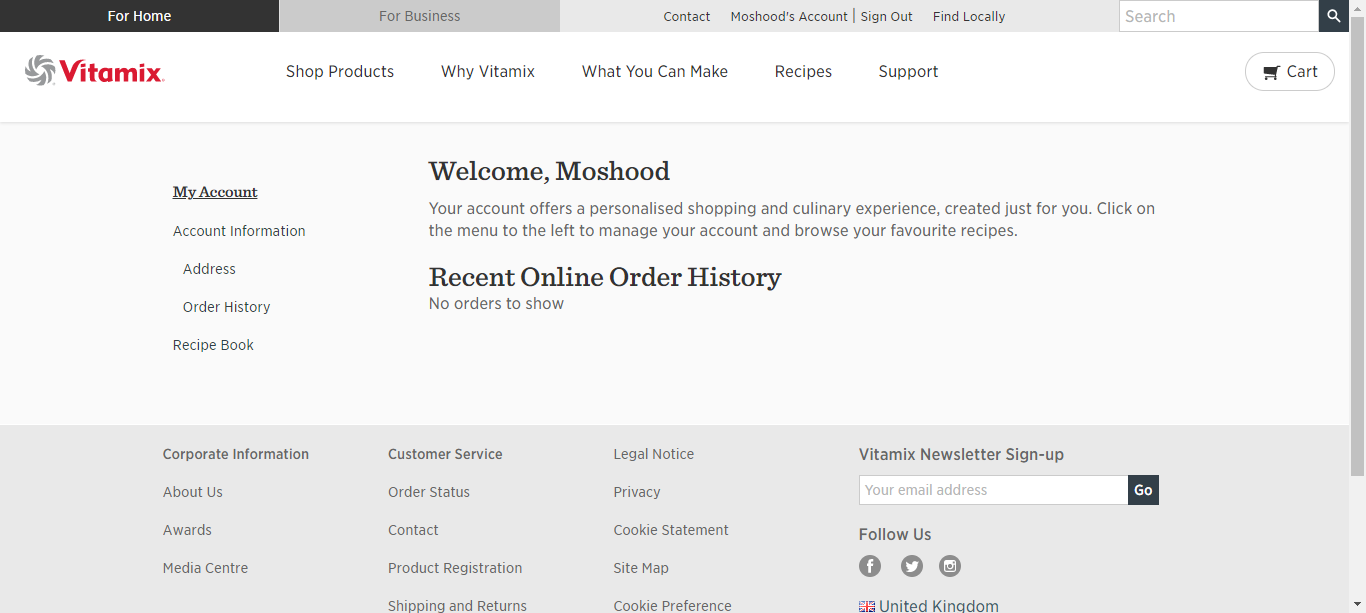 For Home
For Business
Contact
Moshood's Account
Sign Out
Find Locally
Search
Vitamix
Shop Products
Why Vitamix
What You Can Make
Recipes
Support
Cart
My Account
Account Information
Address
Order History
Recipe Book
Welcome, Moshood
Your account offers a personalised shopping and culinary experience, created just for you. Click on
the menu to the left to manage your account and browse your favourite recipes.
Recent Online Order History
No orders to show
Corporate Information
About Us
Awards
Media Centre
Customer Service
Order Status
Contact
Product Registration
Shipping and Returns
Legal Notice
Privacy
Cookie Statement
Site Map
Cookie Preference
Vitamix Newsletter Sign-up
Your email address
Go
Follow Us
United Kingdom